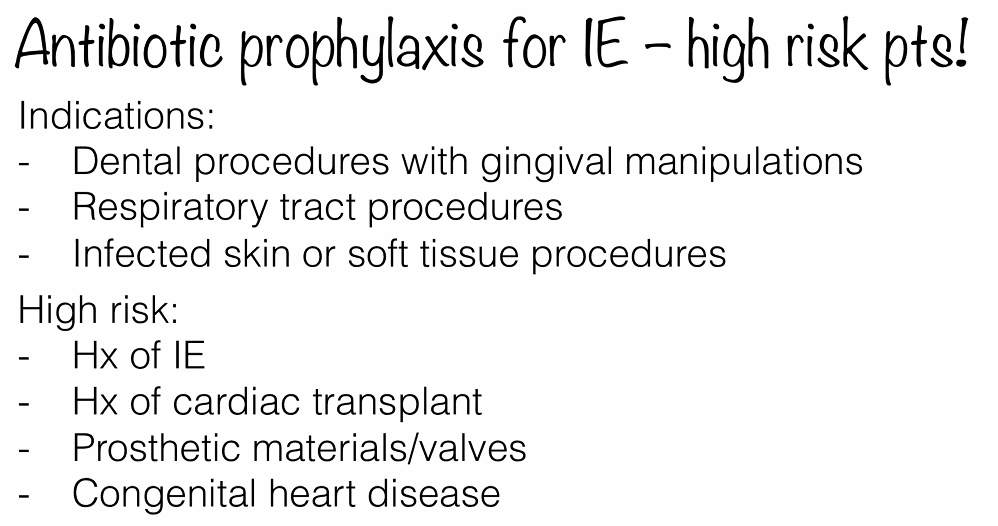 Antibiotic prophylaxis for IE – high risk pts!
Indications:
- Dental procedures with gingival manipulations
- Respiratory tract procedures
- Infected skin or soft tissue procedures
High risk:
- Hx of IE
- Hx of cardiac transplant
- Prosthetic materials/valves
- Congenital heart disease